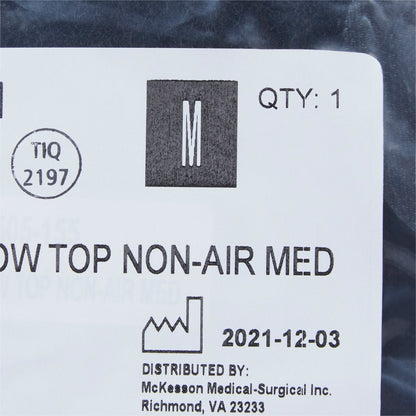 M
QTY: 1
TIQ
2197
OW TOP NON-AIR MED
2021-12-03
DISTRIBUTED BY:
McKesson Medical-Surgical Inc.
Richmond, VA 23233